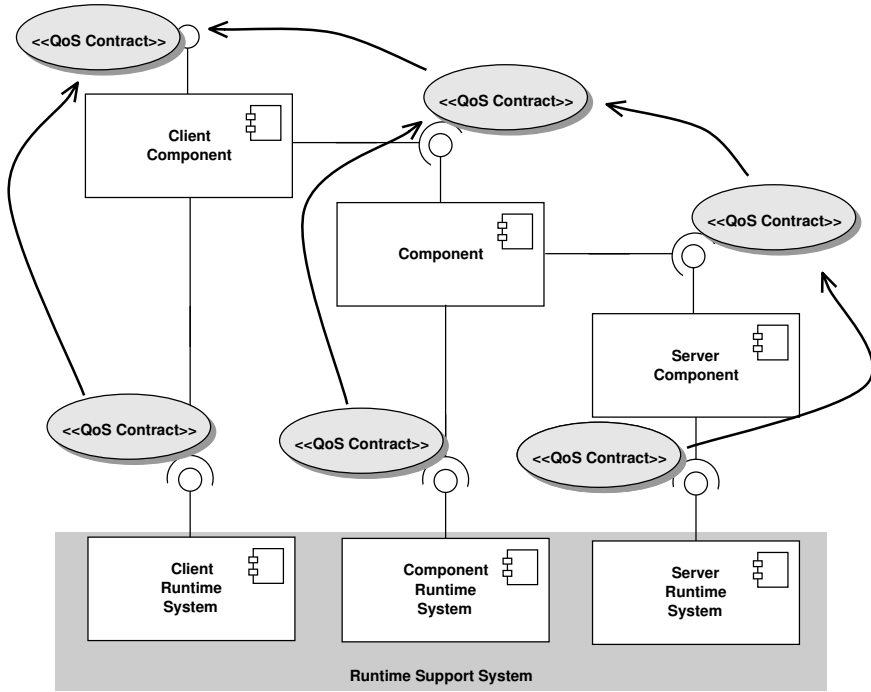 <<QoS Contract>>
<<QoS Contract>>
Client
Component
<<QoS Contract>>
Component
Server
Component
<<QoS Contract>>
<<QoS Contract>>
<<QoS Contract>>
Client
Runtime
System
Component
Runtime
System
Server
Runtime
System
Runtime Support System